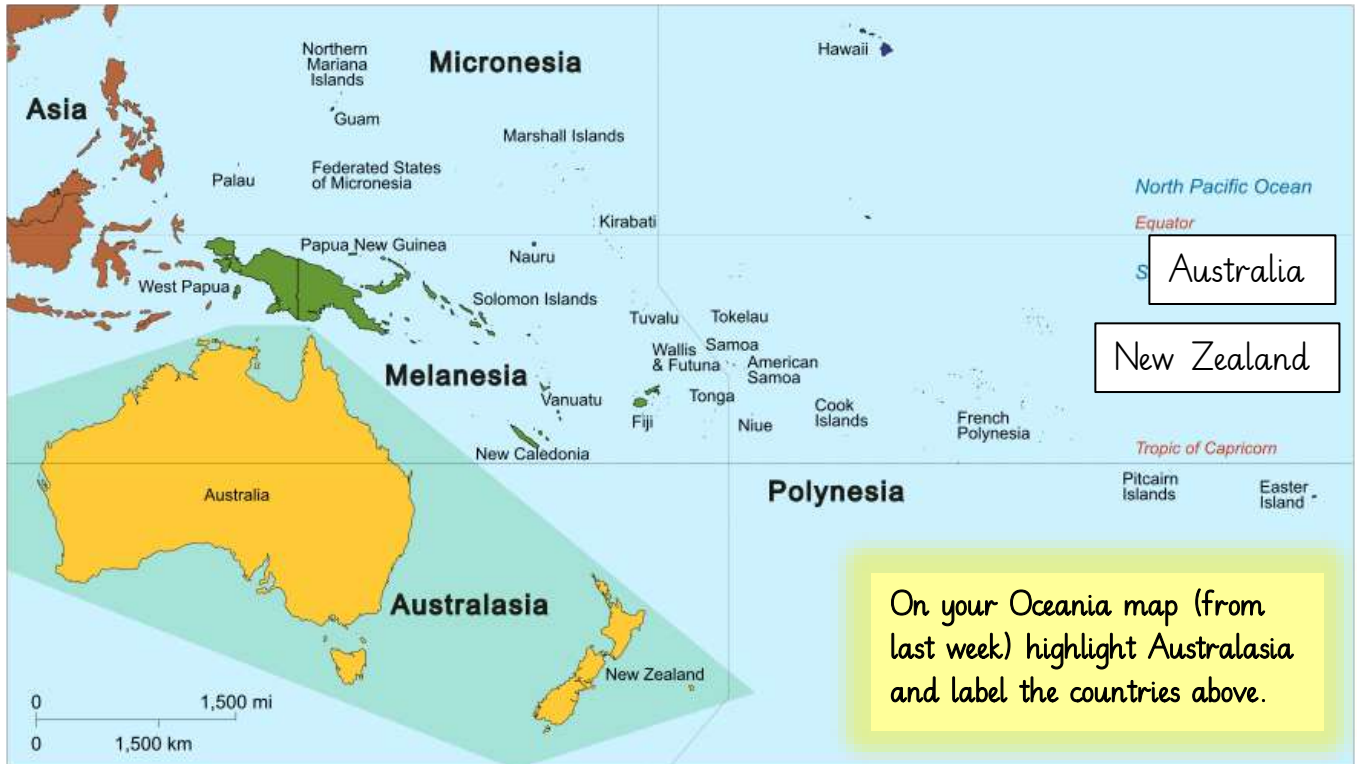 Northern
Mariana
Islands
Micronesia
Hawaii
Asia
Guam
Marshall Islands
Palau
Federated States
of Micronesia
North Pacific Ocean
Kirabati
Equator
Papua New Guinea
Nauru
West Papua
S
Australia
Solomon Islands
Tuvalu
Tokelau
New Zealand
Wallis
& Futuna
Samoa
American
Samoa
Melanesia
Vanuatu
Tonga
Fiji
Niue
Cook
Islands
French
Polynesia
New Caledonia
Tropic of Capricorn
Australia
Polynesia
Pitcairn
Islands
Easter
Island
Australasia
New Zealand
On your Oceania map (from
last week) highlight Australasia
and label the countries above.
0 1,500 mi
0 1,500 km